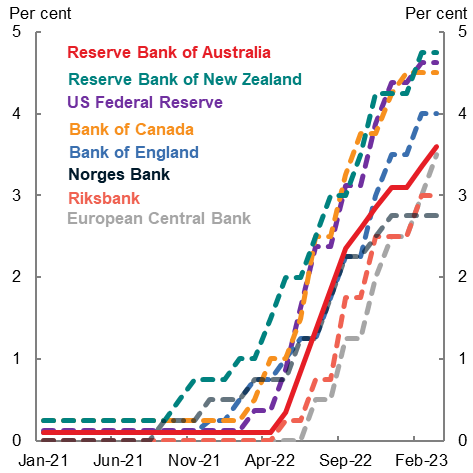 Per cent Per cent
5 5
Reserve Bank of Australia
Reserve Bank of New Zealand
US Federal Reserve
4 4
Bank of Canada
Bank of England
Norges Bank
3 3
Riksbank
European Central Bank
2 2
1 1
0 0
Jan-21 Jun-21 Nov-21 Apr-22 Sep-22 Feb-23